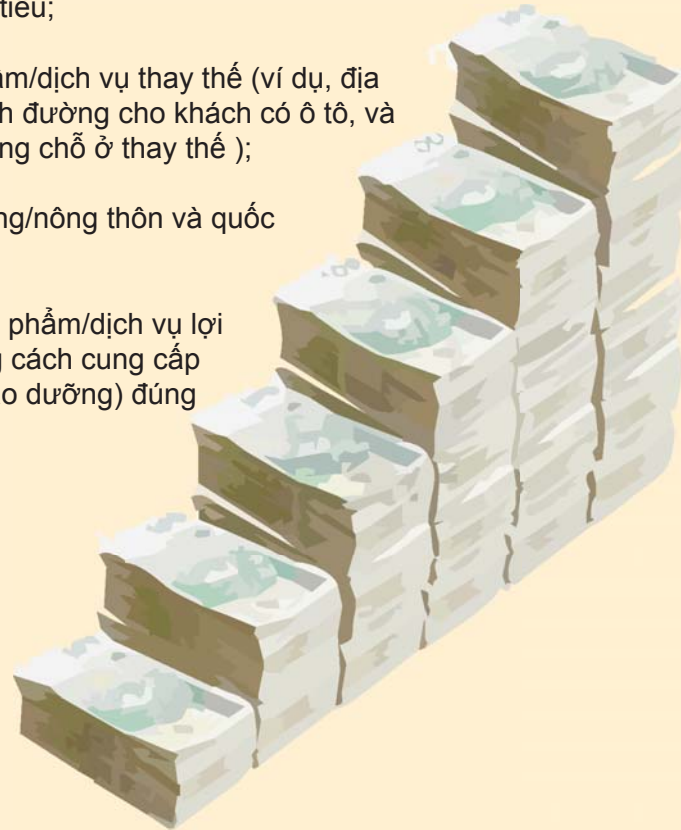 tiêu;
ẩm/dịch vụ thay thế (ví dụ, địa
h đường cho khách có ô tô, và
ng chỗ ở thay thế );
ng/nông thôn và quốc
phẩm/dịch vụ lợi
g cách cung cấp
o dưỡng) đúng